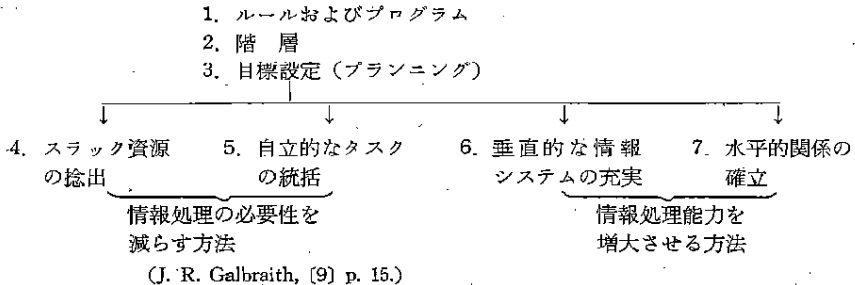 1. ルールおよびプログラム
2. 階 層
3. 目標設定（プランニング）
4. スラック資源 5. 自立的なタスク 6. 垂直的な情報 7. 水平的関係の
の捻出 の統括 システムの充実 確立
情報処理の必要性を 情報処理能力を
減らす方法 増大させる方法
(J. R. Galbraith, 〔9〕 p. 15.)